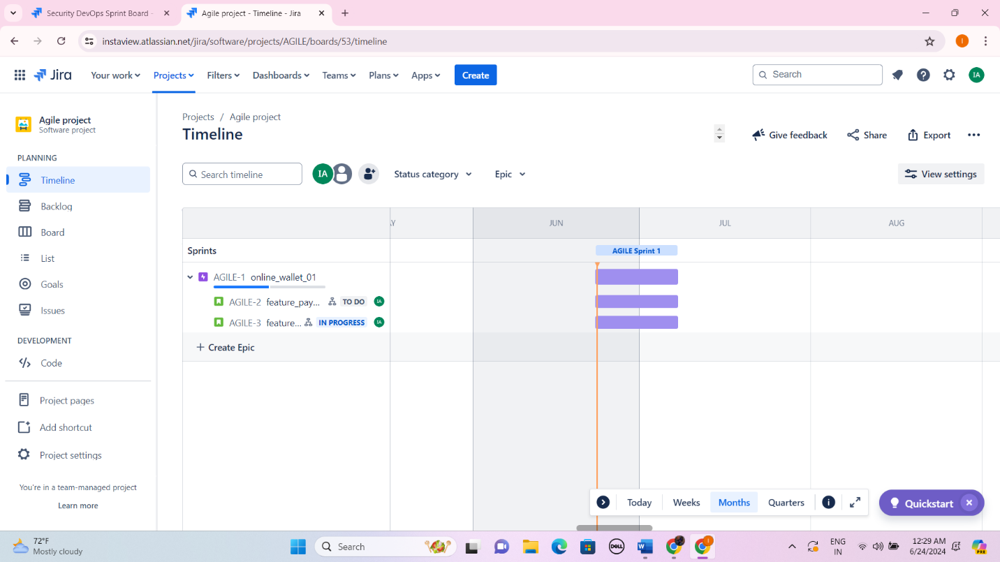 Security DevOps Sprint Board -
Agile project - Timeline - Jira
instaview.atlassian.net/jira/software/projects/AGILE/boards/53/timeline
I
Jira
Your work
Projects
Filters
Dashboards
Teams
Plans
Apps
Create
Search
IA
Agile project
Software project
PLANNING
Timeline
Backlog
Board
List
Goals
Issues
DEVELOPMENT
Code
Project pages
Add shortcut
Project settings
You're in a team-managed project
Learn more
Projects / Agile project
Timeline
Give feedback
Share
Export
Search timeline
IA
Status category
Epic
View settings
JUN
JUL
AUG
Sprints
AGILE Sprint 1
AGILE-1 online_wallet_01
AGILE-2 feature_pay... TO DO IA
AGILE-3 feature... IN PROGRESS IA
+ Create Epic
Today
Weeks
Months
Quarters
Quickstart
72°F
Mostly cloudy
Search
DELL
W
I
ENG
IN
12:29 AM
6/24/2024
PRE